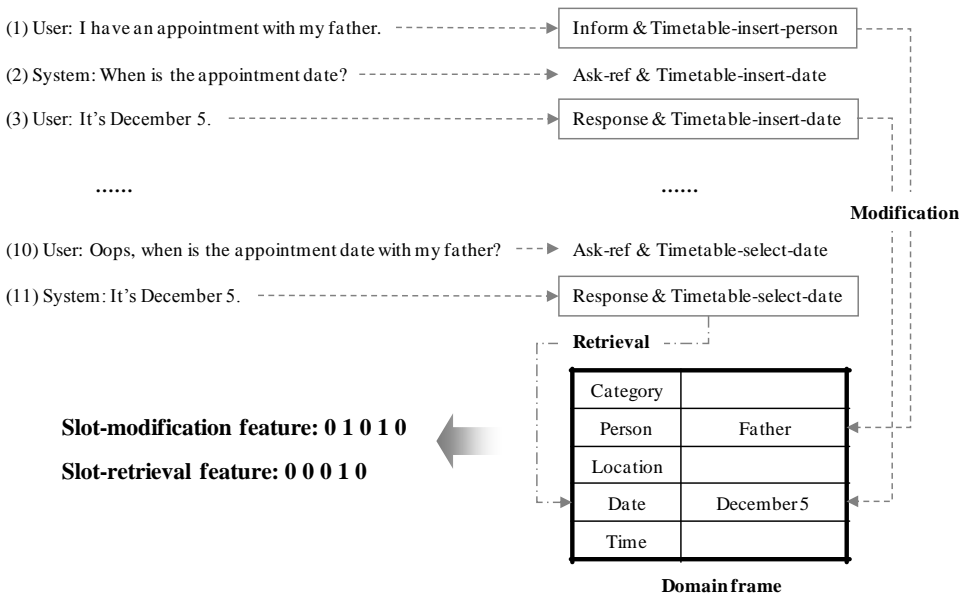 (1) User: I have an appointment with my father.
Inform & Timetable-insert-person
(2) System: When is the appointment date?
Ask-ref & Timetable-insert-date
(3) User: It's December 5.
Response & Timetable-insert-date
......
......
Modification
(10) User: Oops, when is the appointment date with my father?
Ask-ref & Timetable-select-date
(11) System: It's December 5.
Response & Timetable-select-date
Retrieval
Category
Slot-modification feature: 0 1 0 1 0
Person Father
Slot-retrieval feature: 0 0 0 1 0
Location
Date December 5
Time
Domain frame